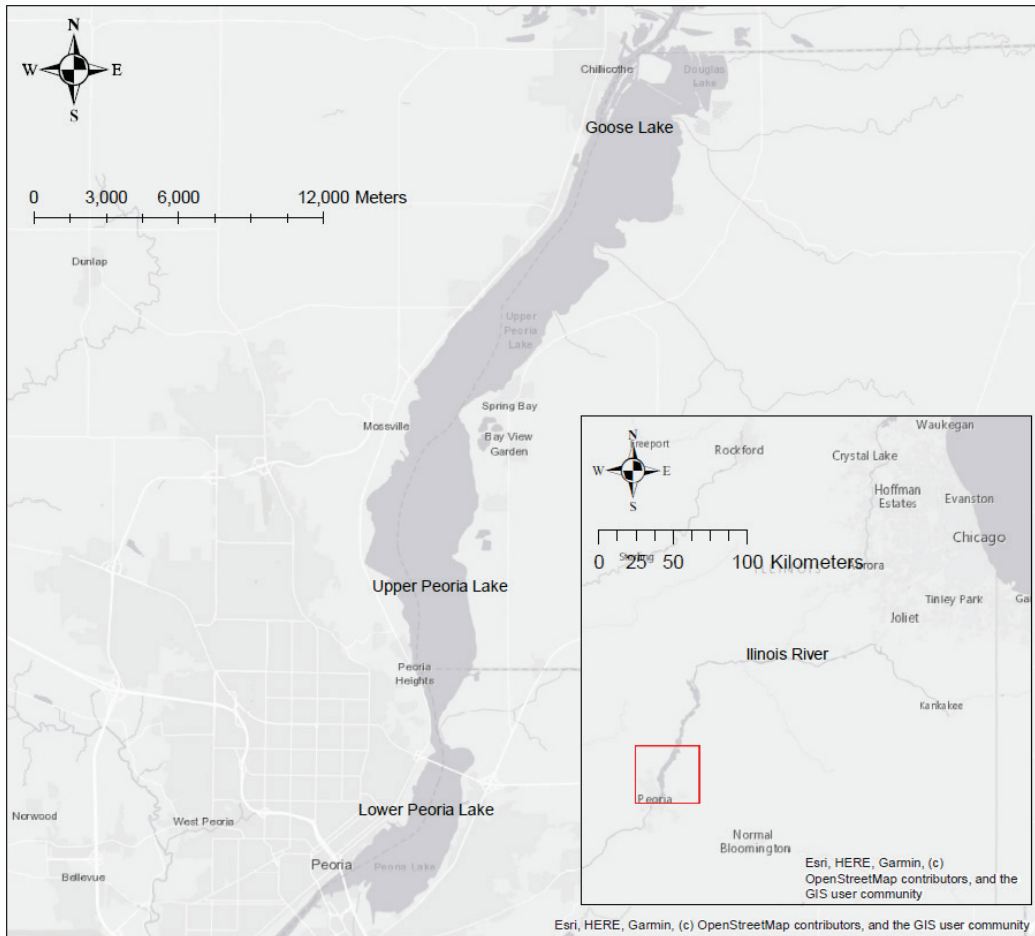 N
W E
S
0 3,000 6,000 12,000 Meters
Chillicothe
Douglas
Lake
Goose Lake
Dunlap
Upper
Peoria
Lake
Spring Bay
Mossville
Bay View
Garden
Upper Peoria Lake
Peoria
Heights
Lower Peoria Lake
Norwood
West Peoria
Peoria
Peoria Lake
Bellevue
Waukegan
N
Freeport
Rockford
Crystal Lake
W E
Hoffman
Estates
Evanston
S
Chicago
0 25 50 100 Kilometers
Sterling
ILLINOIS
Aurora
Tinley Park
Ga
Joliet
Illinois River
Kankakee
Peoria
Normal
Bloomington
Esri, HERE, Garmin, (c)
OpenStreetMap contributors, and the
GIS user community
Esri, HERE, Garmin, (c) OpenStreetMap contributors, and the GIS user community